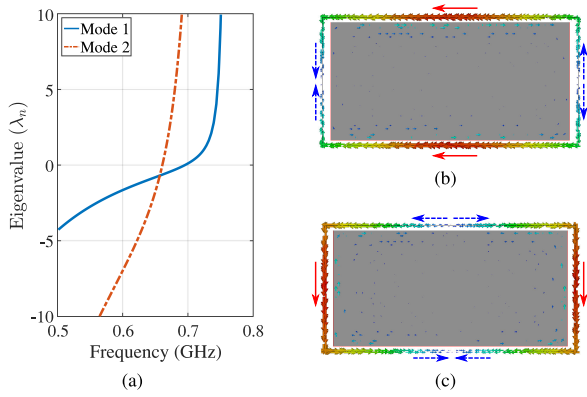 10
5
0
-5
-10
Eigenvalue (λn)
Mode 1
Mode 2
0.5
0.6
0.7
0.8
Frequency (GHz)
(a)
(b)
(c)